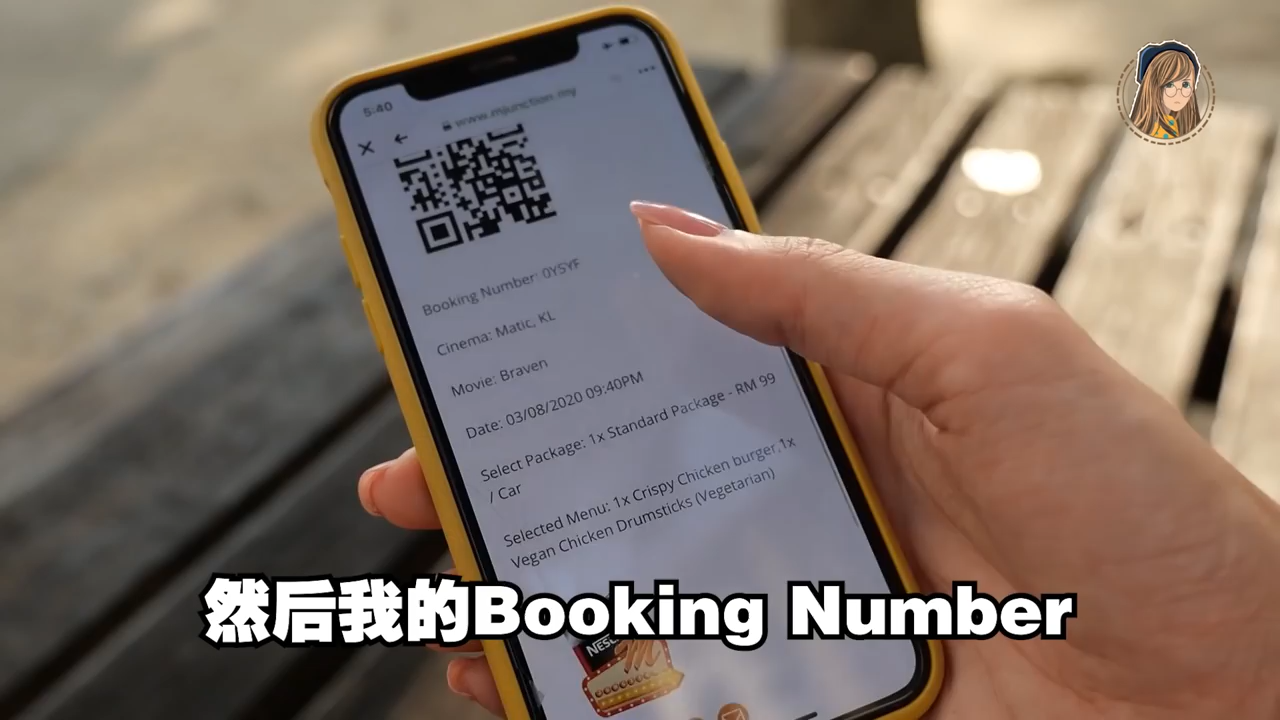 5:40
www.mjunction.my
Booking Number: 0YSYF
Cinema: Matic, KL
Movie: Braven
Date: 03/08/2020 09:40PM
Select Package: 1x Standard Package - RM 99
/ Car
Selected Menu: 1x Crispy Chicken burger,1x
Vegan Chicken Drumsticks (Vegetarian)
然后我的Booking Number
M